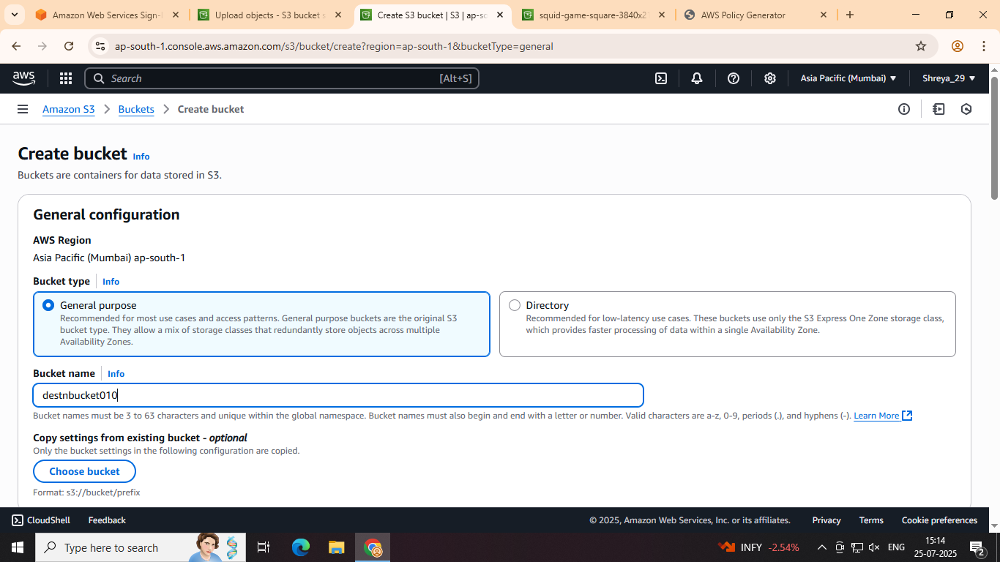 Amazon Web Services Sign-I
Upload objects - S3 bucket s
Create S3 bucket | S3 | ap-so
squid-game-square-3840x21
AWS Policy Generator
ap-south-1.console.aws.amazon.com/s3/bucket/create?region=ap-south-1&bucketType=general
aws
Search
[Alt+S]
Asia Pacific (Mumbai)
Shreya_29
Amazon S3
Buckets
Create bucket
Create bucket Info
Buckets are containers for data stored in S3.
General configuration
AWS Region
Asia Pacific (Mumbai) ap-south-1
Bucket type Info
General purpose
Recommended for most use cases and access patterns. General purpose buckets are the original S3
bucket type. They allow a mix of storage classes that redundantly store objects across multiple
Availability Zones.
Directory
Recommended for low-latency use cases. These buckets use only the S3 Express One Zone storage class,
which provides faster processing of data within a single Availability Zone.
Bucket name Info
destnbucket010
Bucket names must be 3 to 63 characters and unique within the global namespace. Bucket names must also begin and end with a letter or number. Valid characters are a-z, 0-9, periods (.), and hyphens (-). Learn More
Copy settings from existing bucket - optional
Only the bucket settings in the following configuration are copied.
Choose bucket
Format: s3://bucket/prefix
CloudShell
Feedback
© 2025, Amazon Web Services, Inc. or its affiliates.
Privacy
Terms
Cookie preferences
Type here to search
INFY -2.54%
ENG
15:14
25-07-2025
2